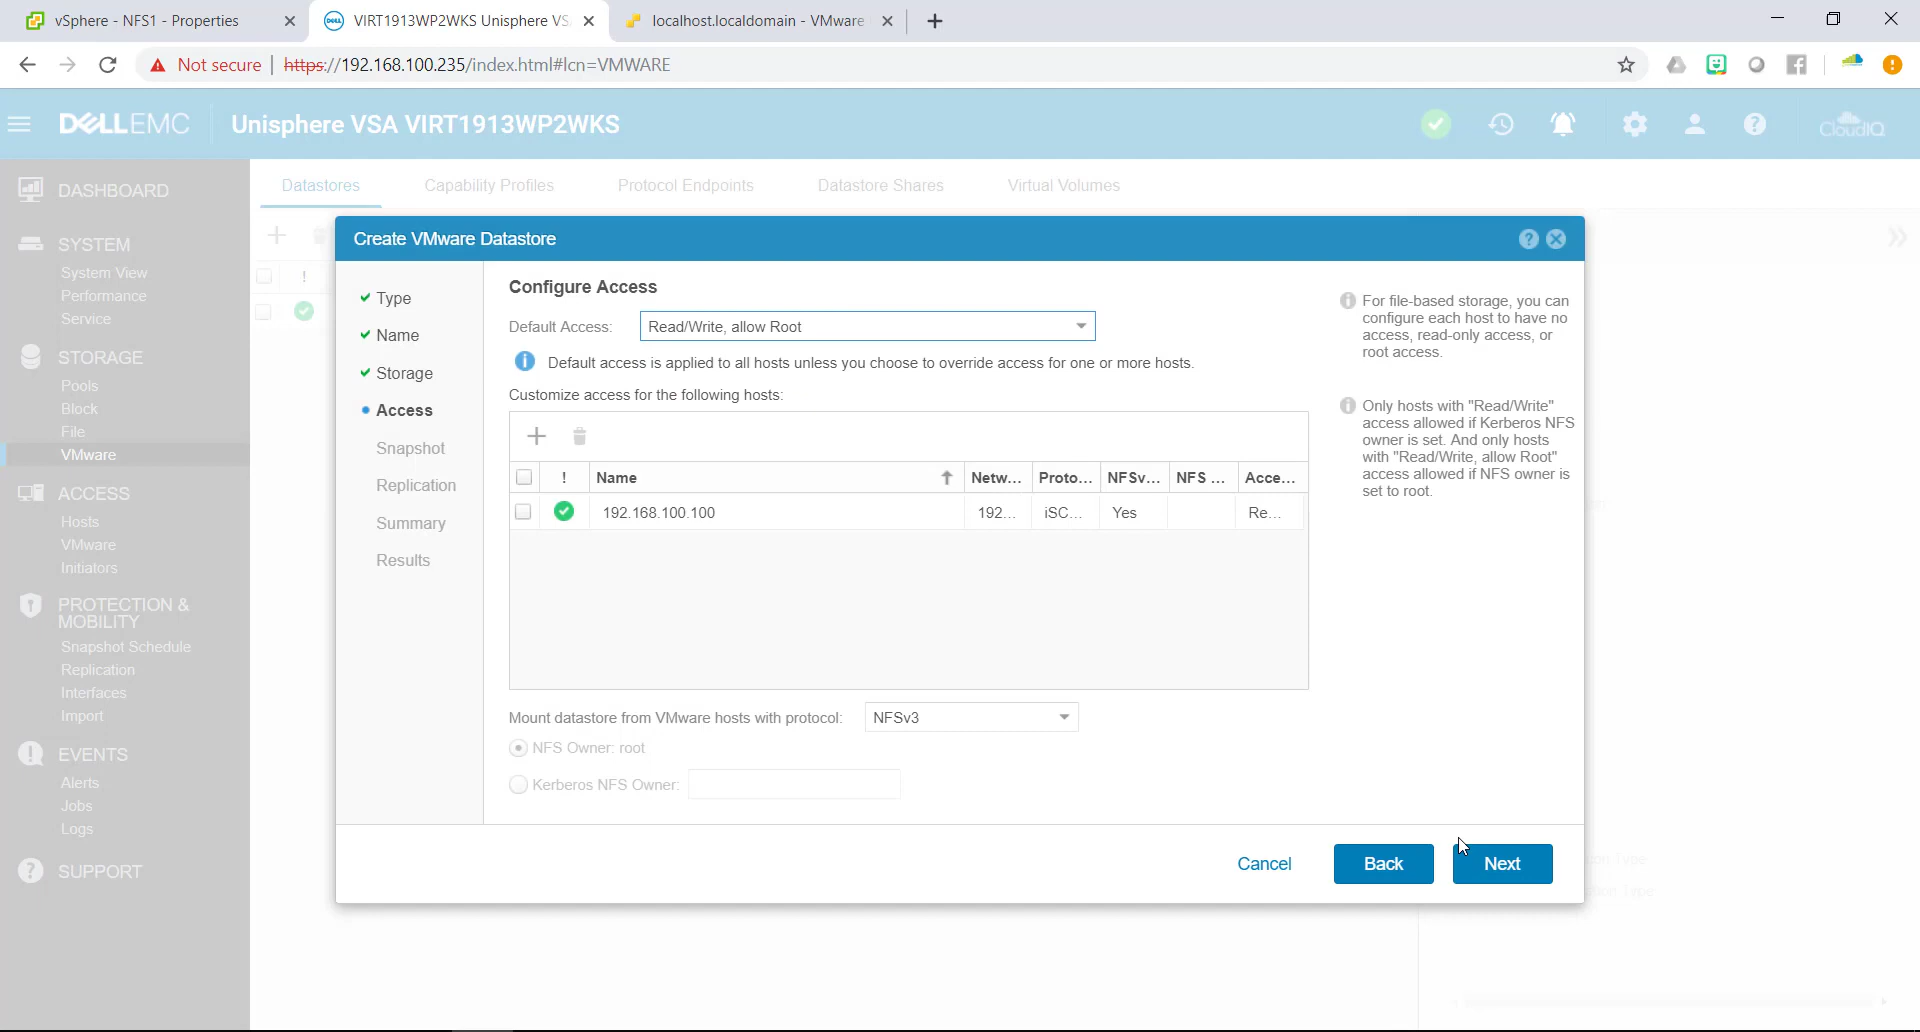 vSphere - NFS1 - Properties
VIRT1913WP2WKS Unisphere VS
localhost.localdomain - VMware
Not secure | https://192.168.100.235/index.html#lcn=VMWARE
DELLEMC
Unisphere VSA VIRT1913WP2WKS
CloudIQ
DASHBOARD
SYSTEM
System View
Performance
Service
STORAGE
Pools
Block
File
VMware
ACCESS
Hosts
VMware
Initiators
PROTECTION &
MOBILITY
Snapshot Schedule
Replication
Interfaces
Import
EVENTS
Alerts
Jobs
Logs
SUPPORT
Datastores
Capability Profiles
Protocol Endpoints
Datastore Shares
Virtual Volumes
!
Create VMware Datastore
Type
Name
Storage
Access
Snapshot
Replication
Summary
Results
Configure Access
Default Access: Read/Write, allow Root
Default access is applied to all hosts unless you choose to override access for one or more hosts.
Customize access for the following hosts:
! Name Netw... Proto... NFSv... NFS ... Acce...
192.168.100.100 192... iSC... Yes Re...
Mount datastore from VMware hosts with protocol: NFSv3
NFS Owner: root
Kerberos NFS Owner:
For file-based storage, you can
configure each host to have no
access, read-only access, or
root access.
Only hosts with "Read/Write"
access allowed if Kerberos NFS
owner is set. And only hosts
with "Read/Write, allow Root"
access allowed if NFS owner is
set to root.
Cancel
Back
Next
Type
Type